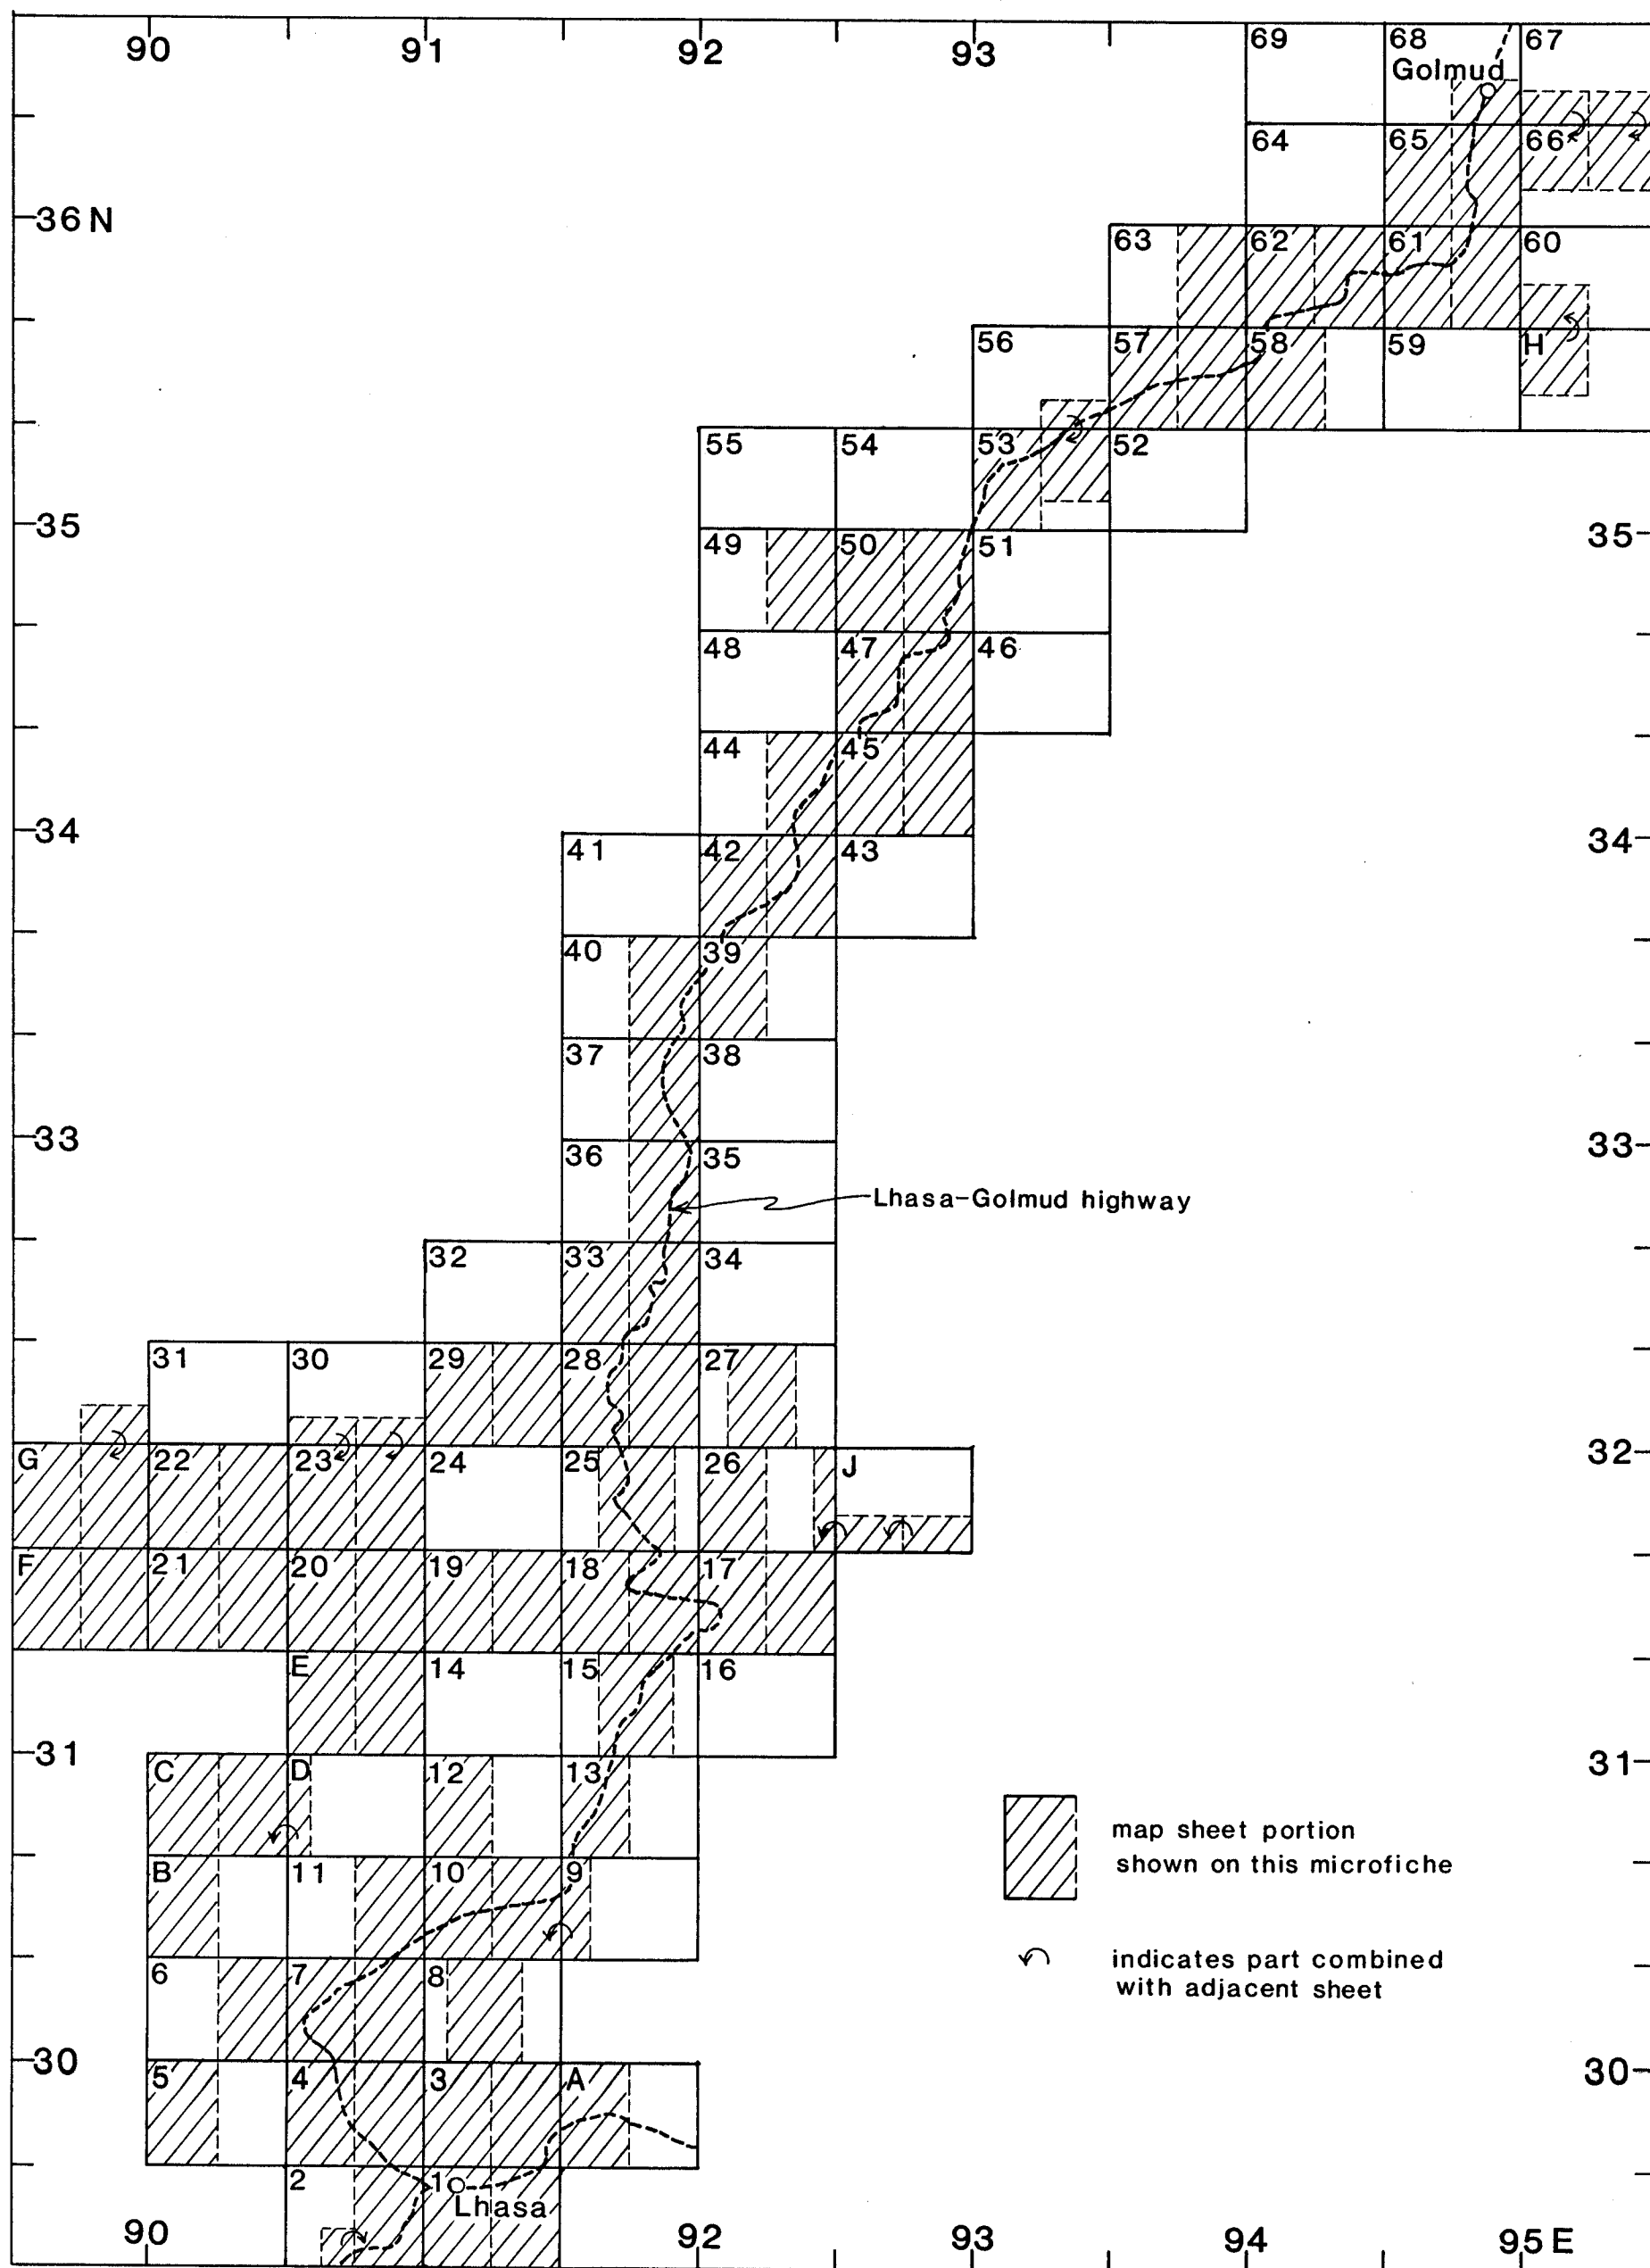 90 91 92 93
69 68 67
Golmud
64 65 66
36 N
63 62 61 60
56 57 58 59 H
55 54 53 52
35 35
49 50 51
48 47 46
44 45
34 34
41 42 43
40 39
37 38
33 33
36 35
Lhasa-Golmud highway
32 33 34
31 30 29 28 27
32
G 22 23 24 25 26 J
F 21 20 19 18 17
E 14 15 16
31 31
C D 12 13
map sheet portion
shown on this microfiche
B 11 10 9
indicates part combined
with adjacent sheet
6 7 8
30 30
5 4 3 A
2 1
Lhasa
90 92 93 94 95 E